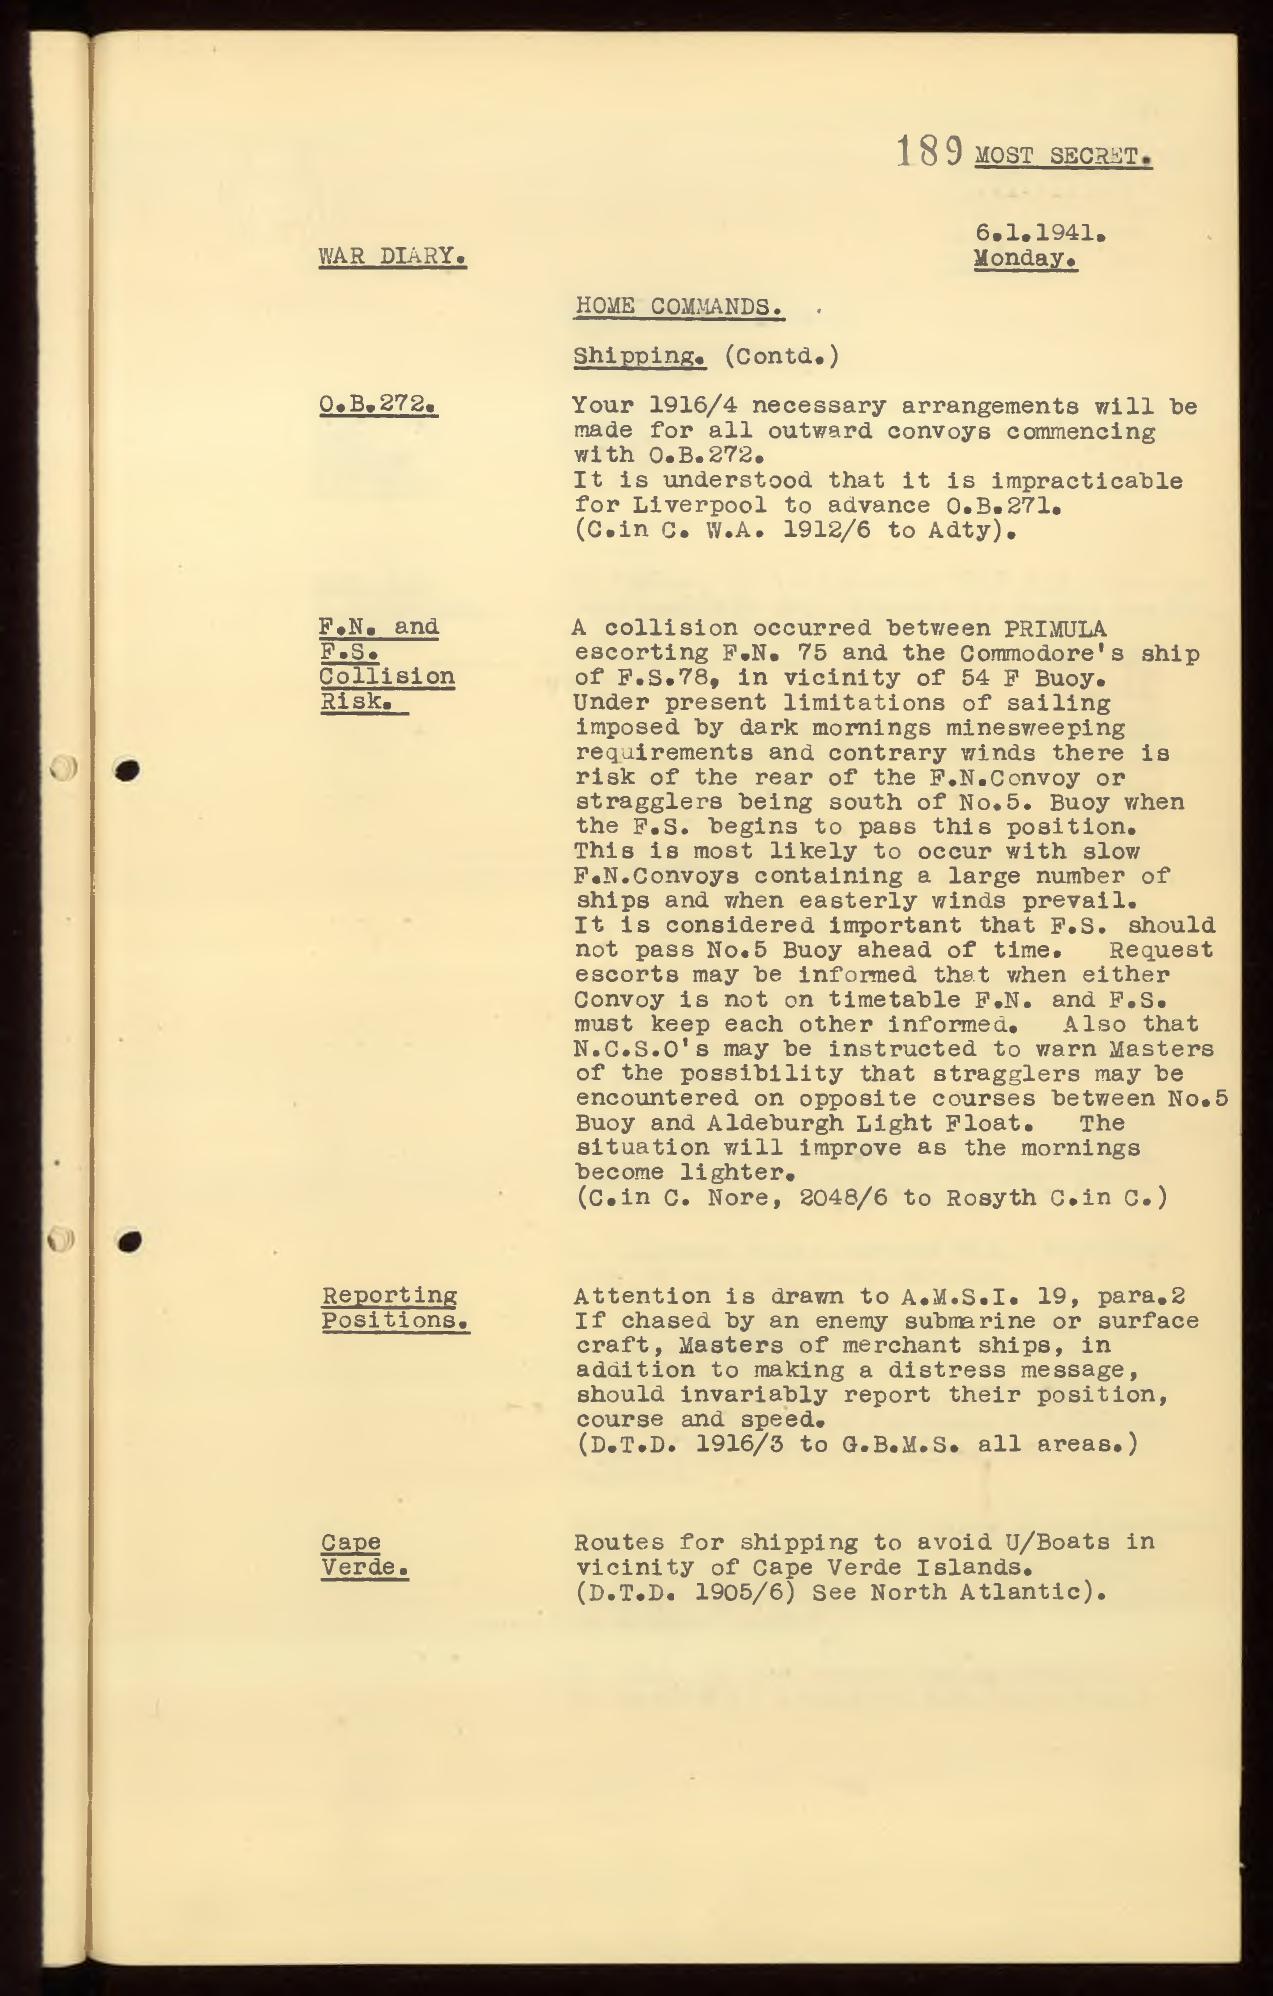 189 MOST SECRET.
6.1.1941.
WAR DIARY.
Monday.
HOME COMMANDS.
Shipping. (Contd.)
O.B.272.
Your 1916/4 necessary arrangements will be
made for all outward convoys commencing
with O.B.272.
It is understood that it is impracticable
for Liverpool to advance O.B.271.
(C.in C. W.A. 1912/6 to Adty).
F.N. and
F.S.
Collision
Risk.
A collision occurred between PRIMULA
escorting F.N. 75 and the Commodore's ship
of F.S.78, in vicinity of 54 F Buoy.
Under present limitations of sailing
imposed by dark mornings minesweeping
requirements and contrary winds there is
risk of the rear of the F.N.Convoy or
stragglers being south of No.5. Buoy when
the F.S. begins to pass this position.
This is most likely to occur with slow
F.N.Convoys containing a large number of
ships and when easterly winds prevail.
It is considered important that F.S. should
not pass No.5 Buoy ahead of time. Request
escorts may be informed that when either
Convoy is not on timetable F.N. and F.S.
must keep each other informed. Also that
N.C.S.O's may be instructed to warn Masters
of the possibility that stragglers may be
encountered on opposite courses between No.5
Buoy and Aldeburgh Light Float. The
situation will improve as the mornings
become lighter.
(C.in C. Nore, 2048/6 to Rosyth C.in C.)
Reporting
Positions.
Attention is drawn to A.M.S.I. 19, para.2
If chased by an enemy submarine or surface
craft, Masters of merchant ships, in
addition to making a distress message,
should invariably report their position,
course and speed.
(D.T.D. 1916/3 to G.B.M.S. all areas.)
Cape
Verde.
Routes for shipping to avoid U/Boats in
vicinity of Cape Verde Islands.
(D.T.D. 1905/6) See North Atlantic).